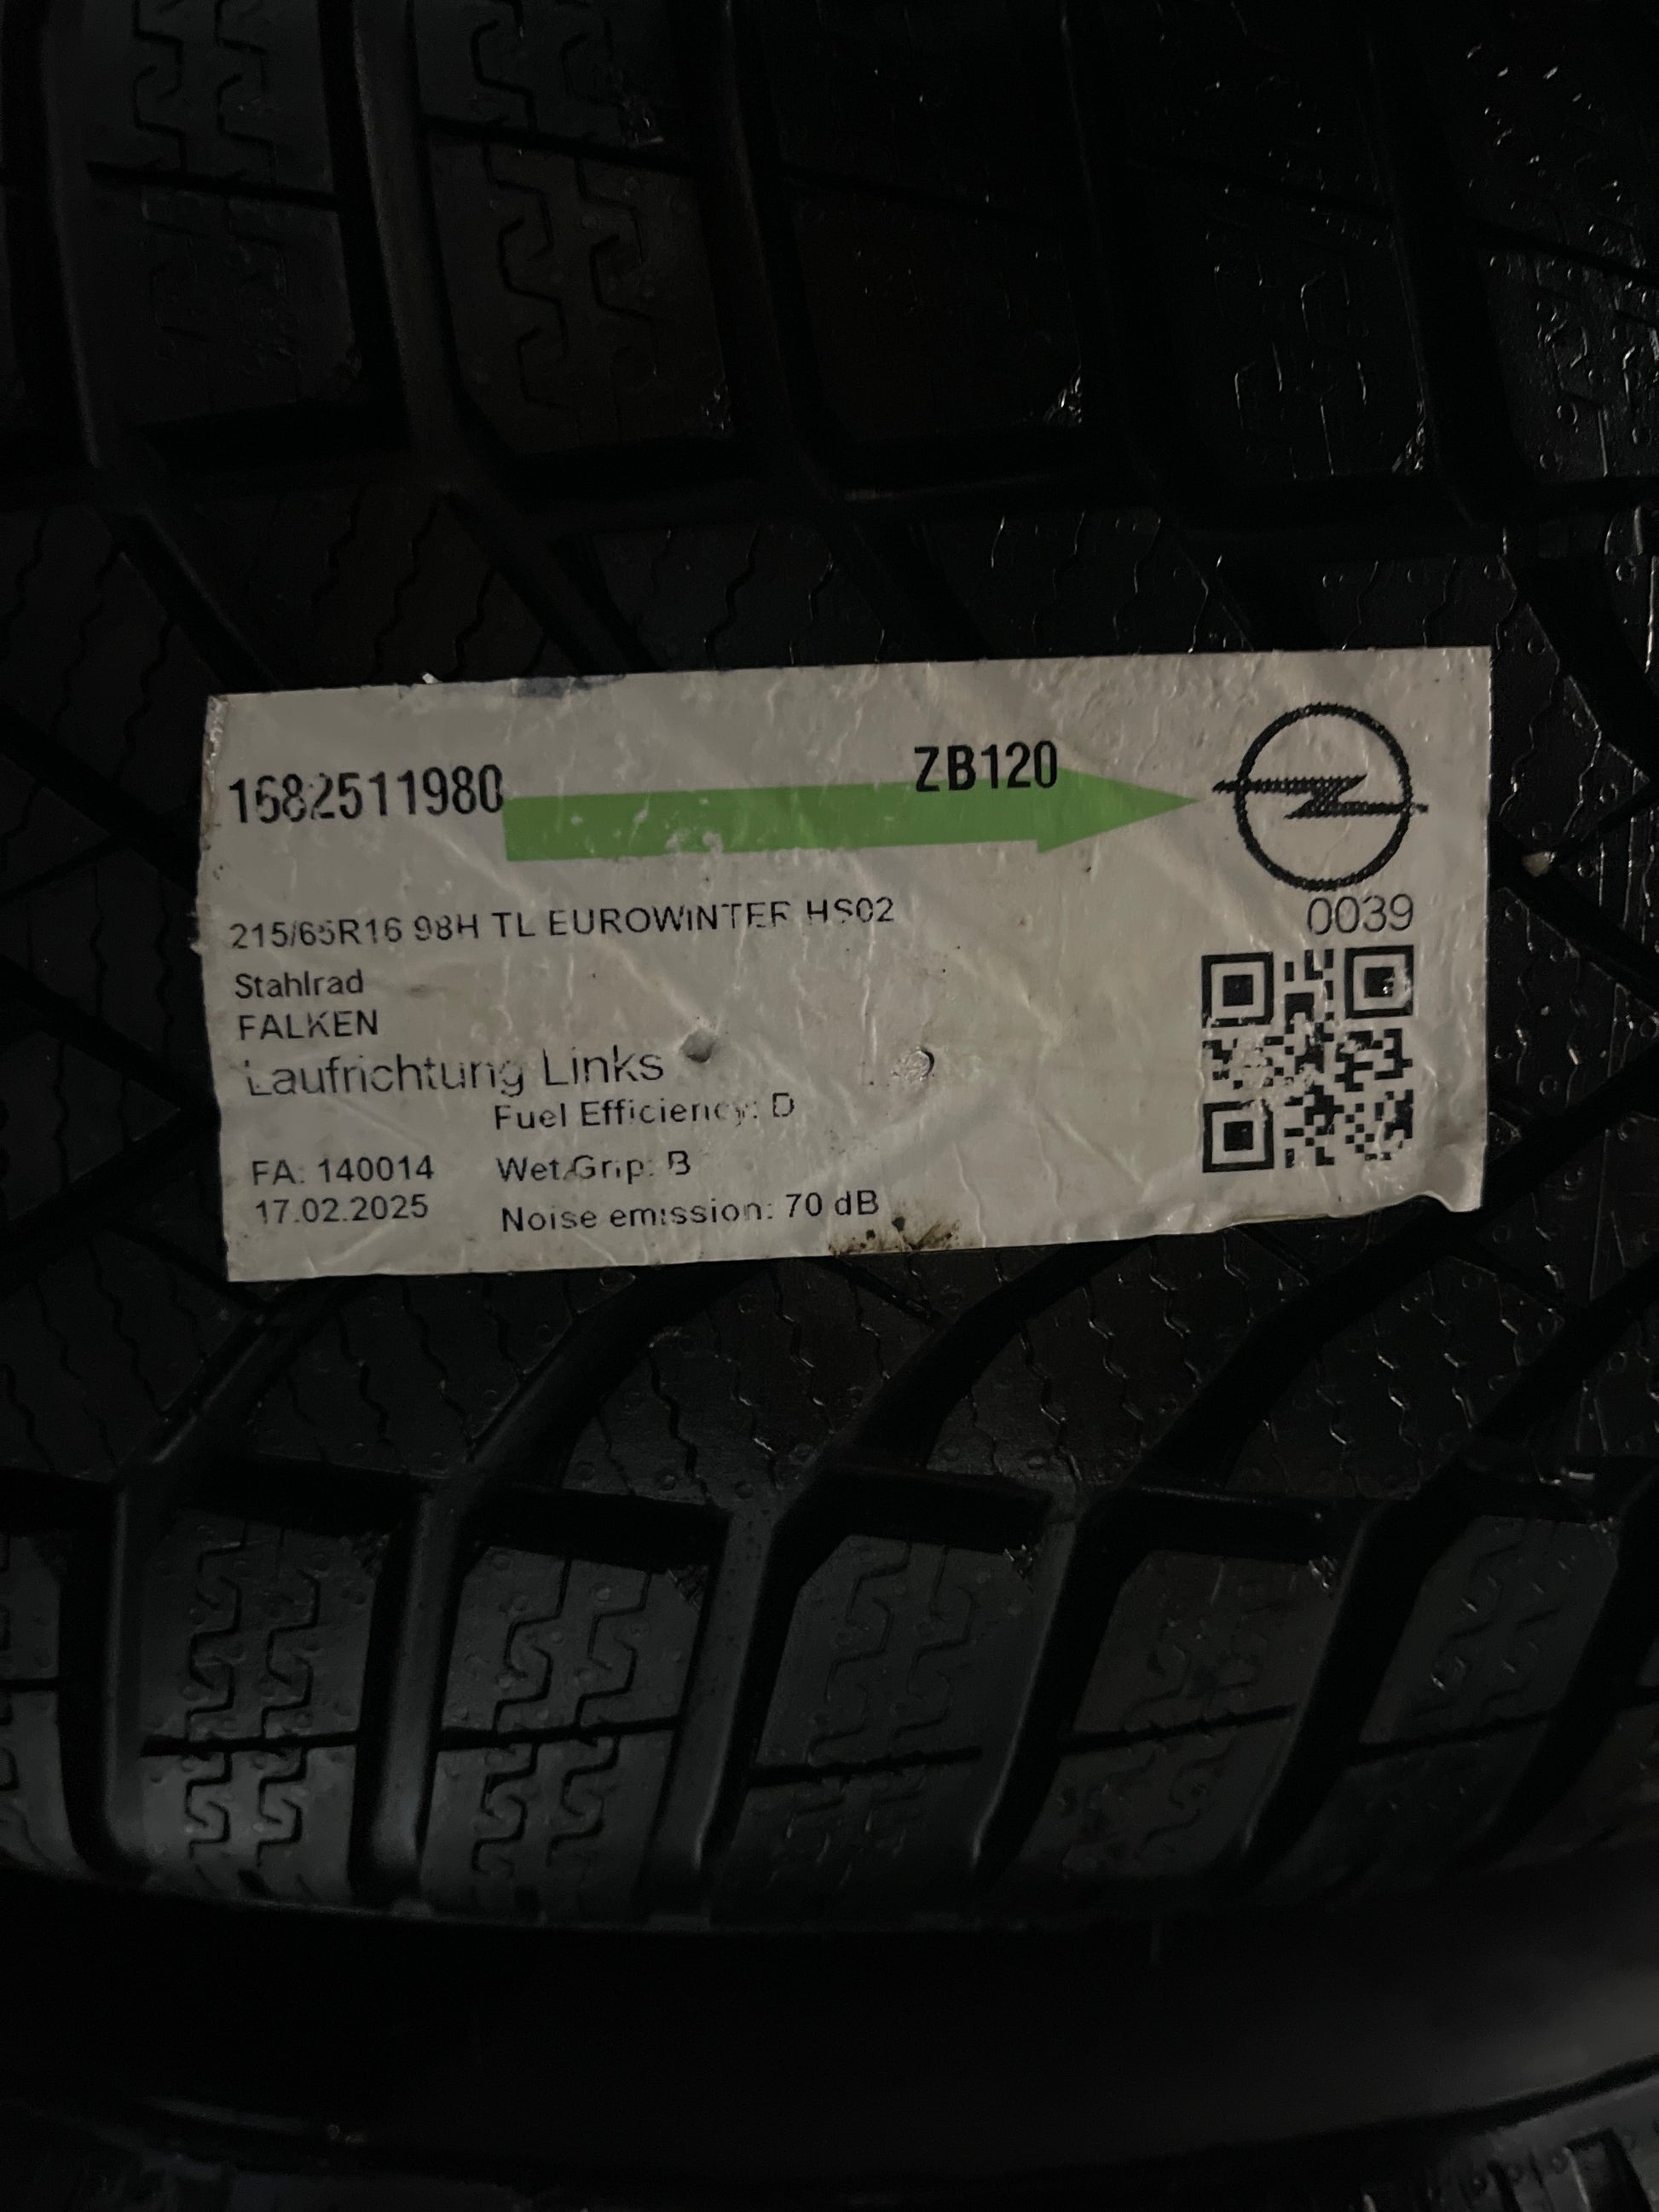 1682511980
ZB120
215/65R16 98H TL EUROWINTER HS02
0039
Stahlrad
FALKEN
Laufrichtung Links
Fuel Efficiency: D
FA: 140014
Wet Grip: B
17.02.2025
Noise emission: 70 dB